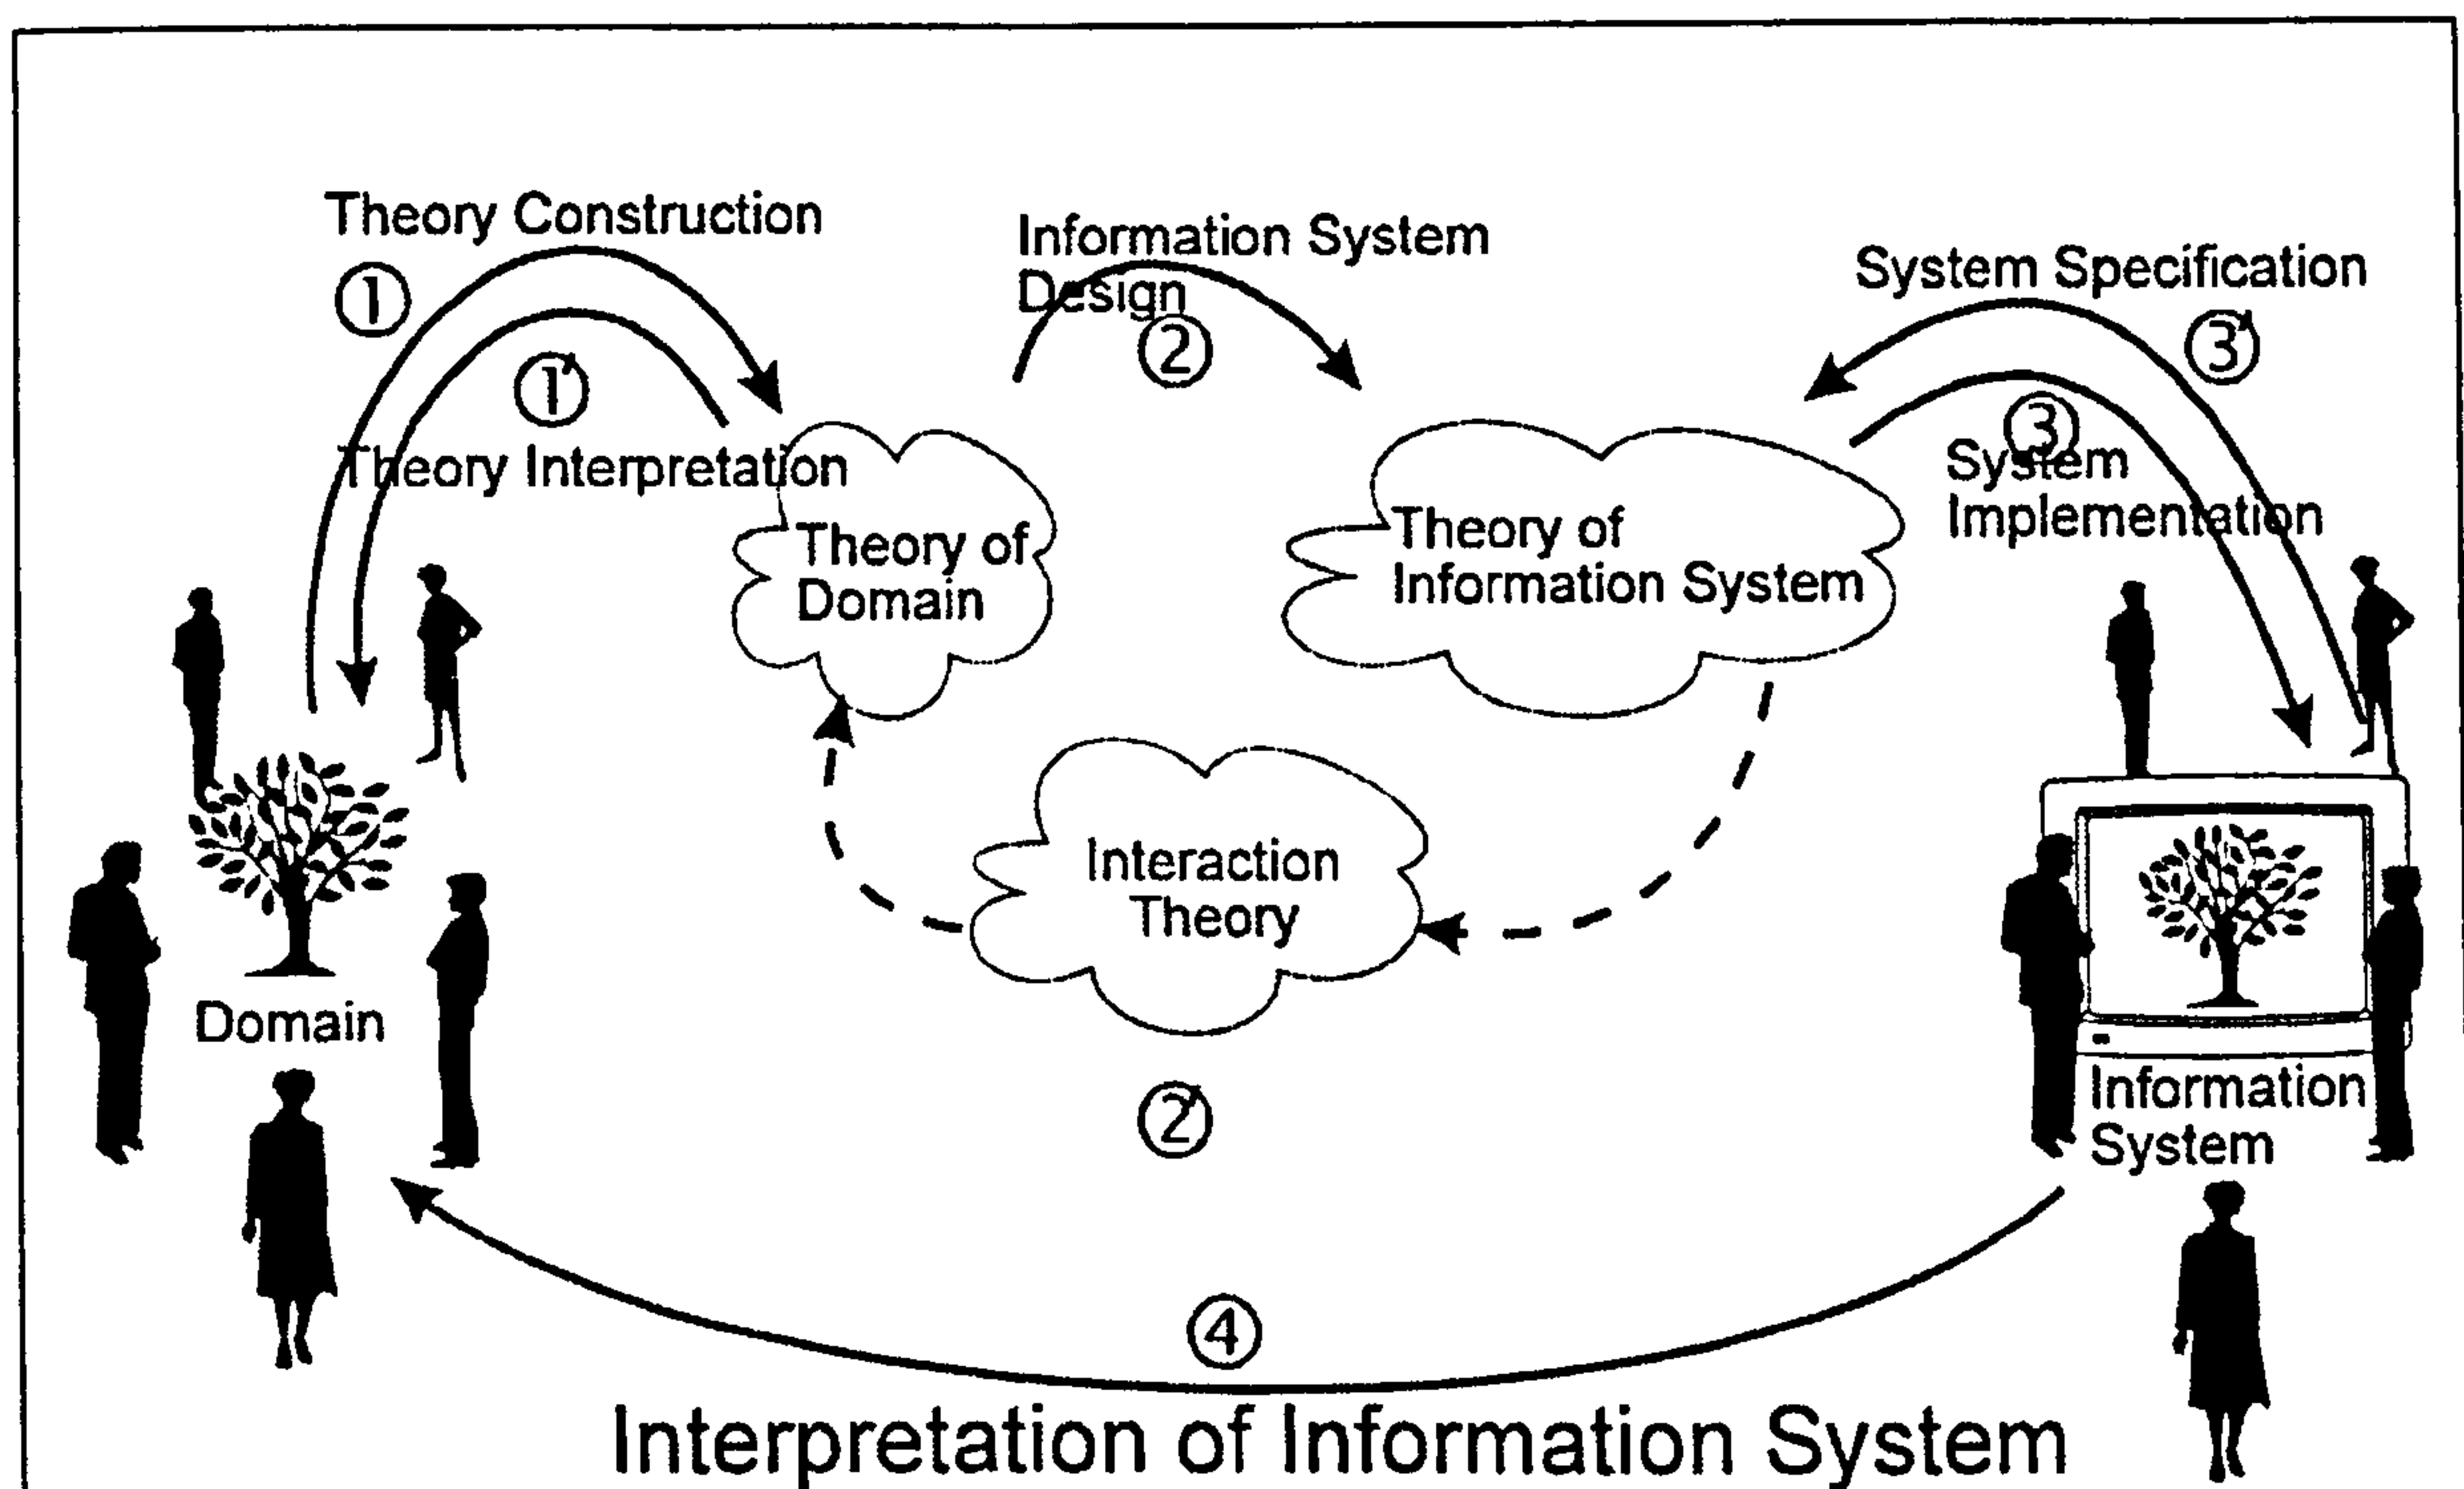 Theory Construction
①
①'
Theory Interpretation
Information System
Design
②
System Specification
③'
③
System
Implementation
Theory of
Domain
Theory of
Information System
Interaction
Theory
②'
Domain
Information
System
④
Interpretation of Information System